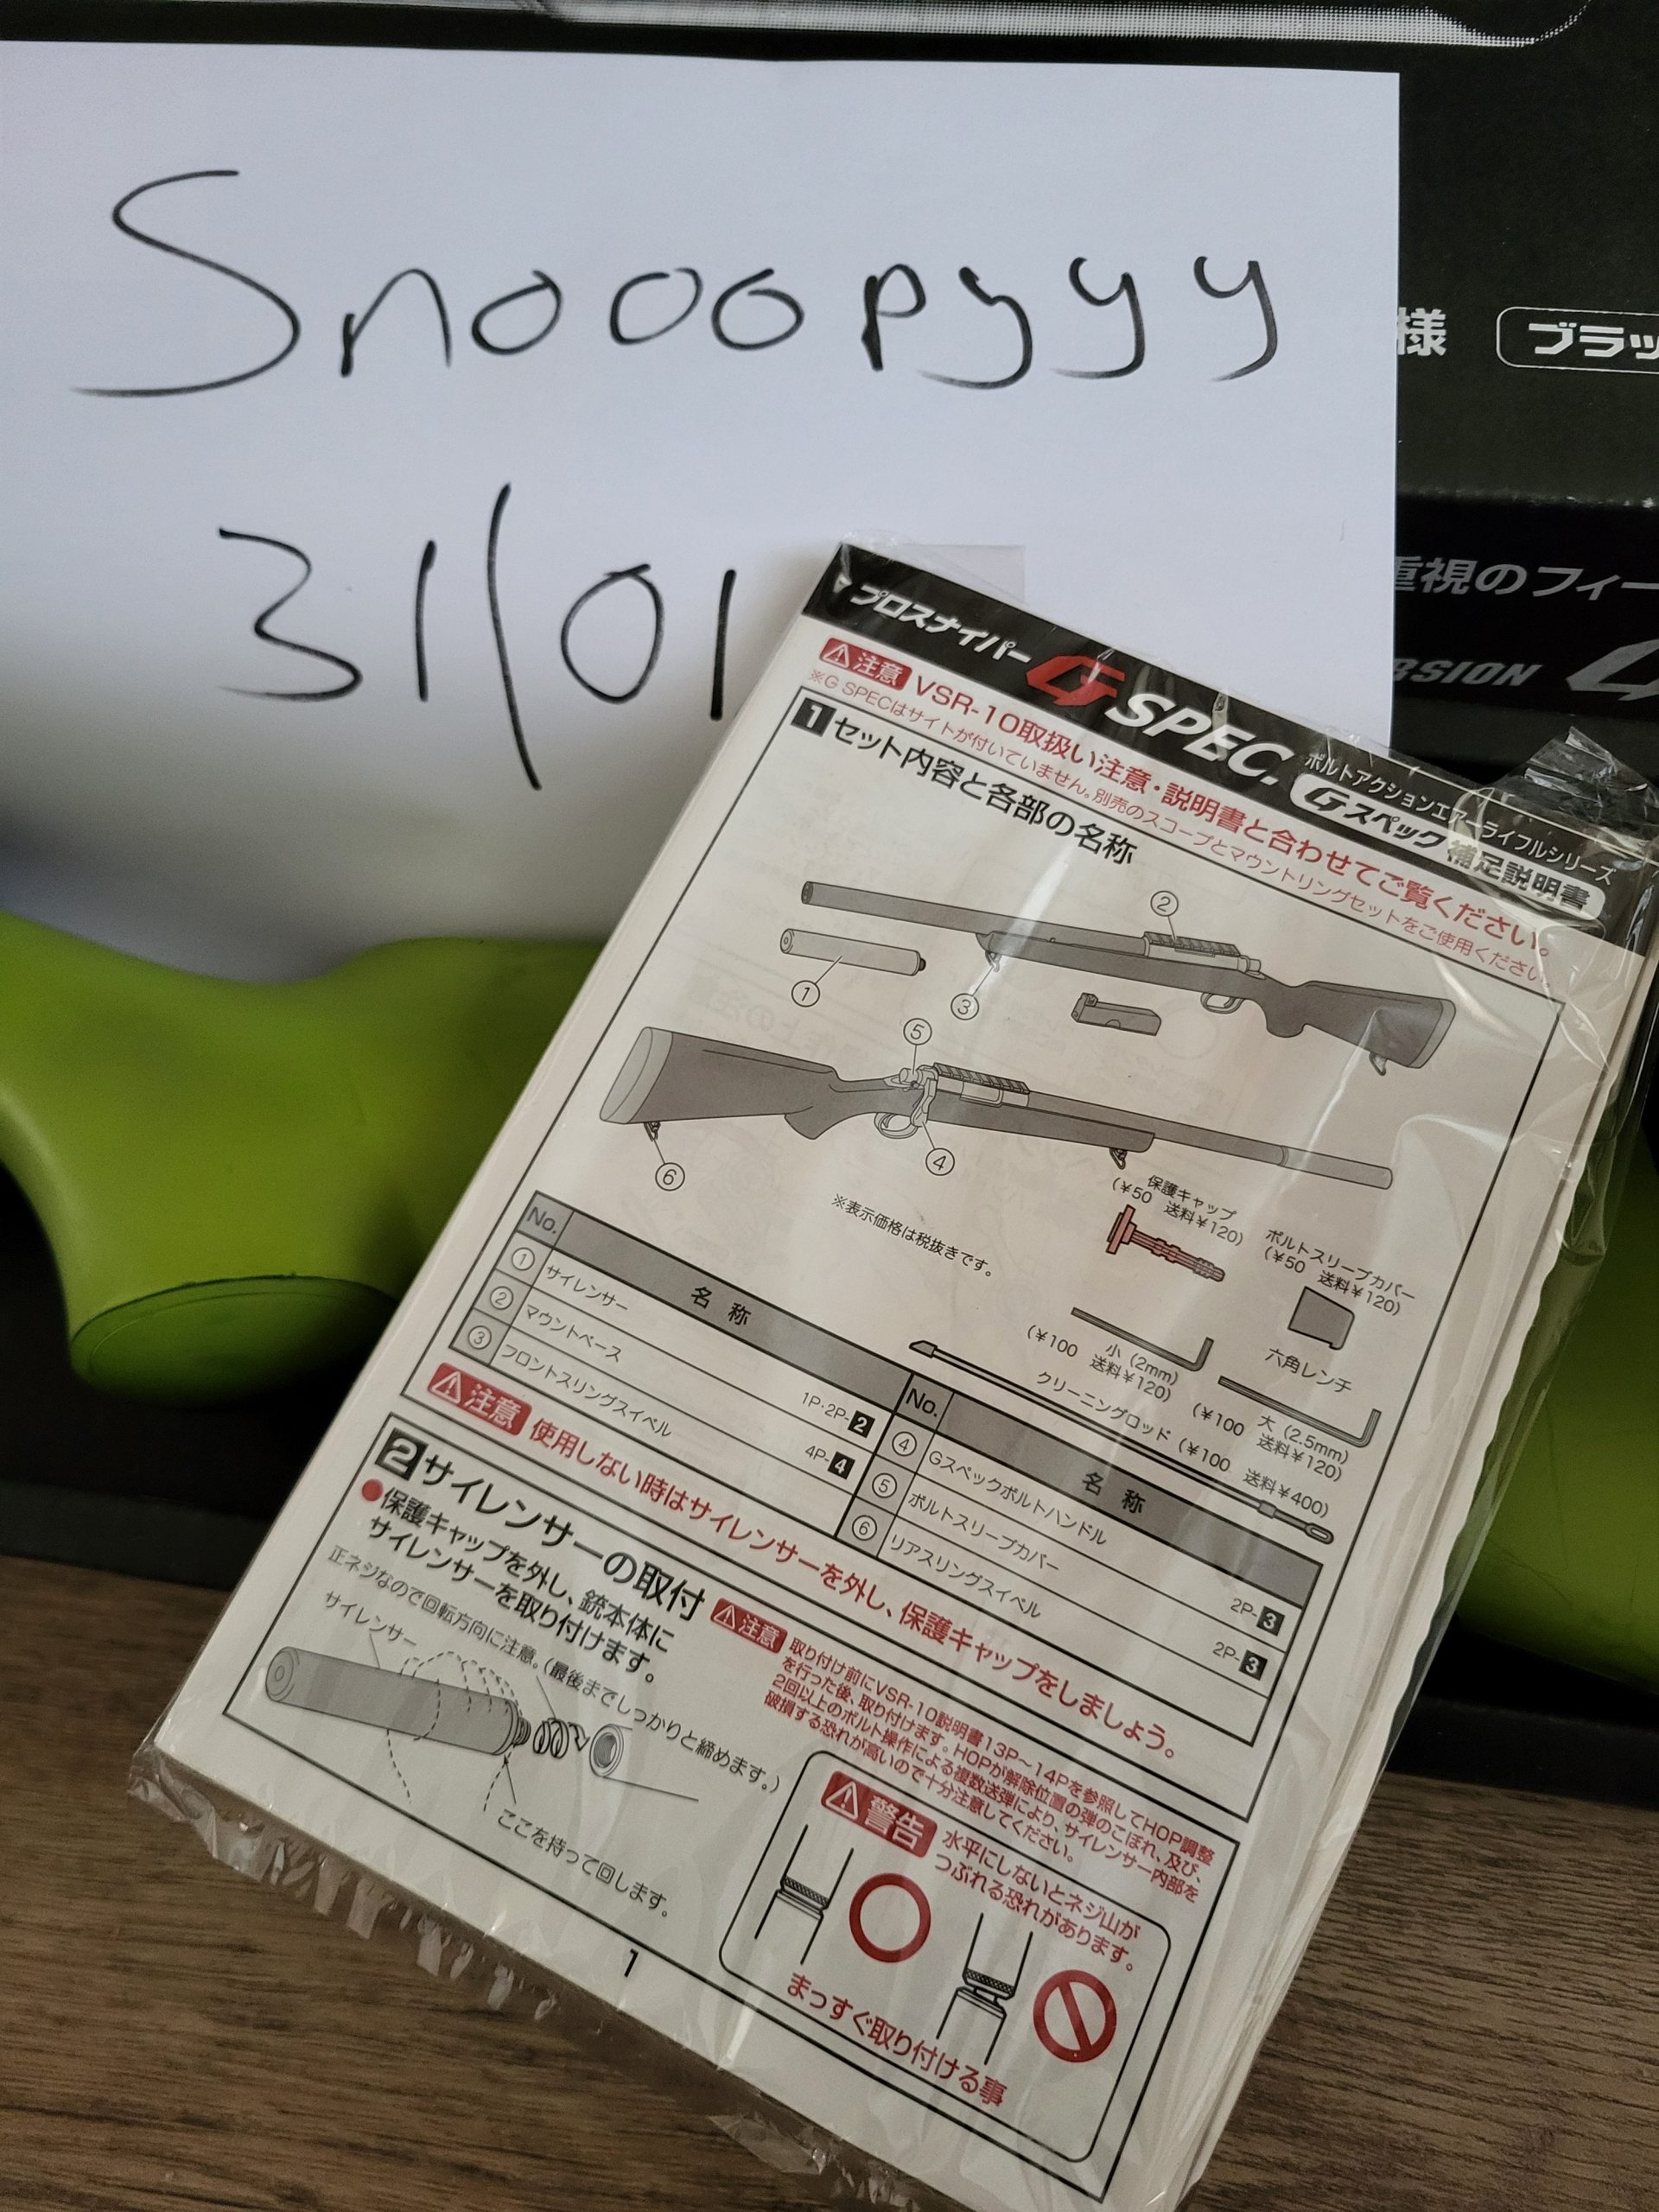 Snooopyyy
31/01
様
ブラッ
重視のフィー
RSION
プロスナイパー G SPEC.
ボルトアクションエアーライフルシリーズ
Gスペック 補足説明書
注意 VSR-10取扱い注意・説明書と合わせてご覧ください。
※G SPECはサイトが付いていません。別売のスコープとマウントリングセットをご使用ください
1 セット内容と各部の名称
①
②
③
④
⑤
⑥
※表示価格は税抜きです。
保護キャップ
(¥50 送料¥120)
ボルトスリーブカバー
(¥50 送料¥120)
六角レンチ
小 (2mm)
(¥100 送料¥120)
大 (2.5mm)
(¥100 送料¥120)
クリーニングロッド (¥100 送料¥400)
No. 名 称
① サイレンサー 1P・2P-2
② マウントベース 4P-4
③ フロントスリングスイベル
No. 名 称
④ Gスペックボルトハンドル 2P-3
⑤ ボルトスリーブカバー 2P-3
⑥ リアスリングスイベル
注意 使用しない時はサイレンサーを外し、保護キャップをしましょう。
2 サイレンサーの取付
●保護キャップを外し、銃本体に
サイレンサーを取り付けます。
正ネジなので回転方向に注意。(最後までしっかりと締めます。)
サイレンサー
ここを持って回します。
注意 取り付け前にVSR-10説明書13P〜14Pを参照してHOP調整
を行った後、取り付けます。HOPが解除位置の弾のこぼれ、及び、
2回以上のボルト操作による複数送弾により、サイレンサー内部を
破損する恐れが高いので十分注意してください。
警告 水平にしないとネジ山が
つぶれる恐れがあります。
まっすぐ取り付ける事
1